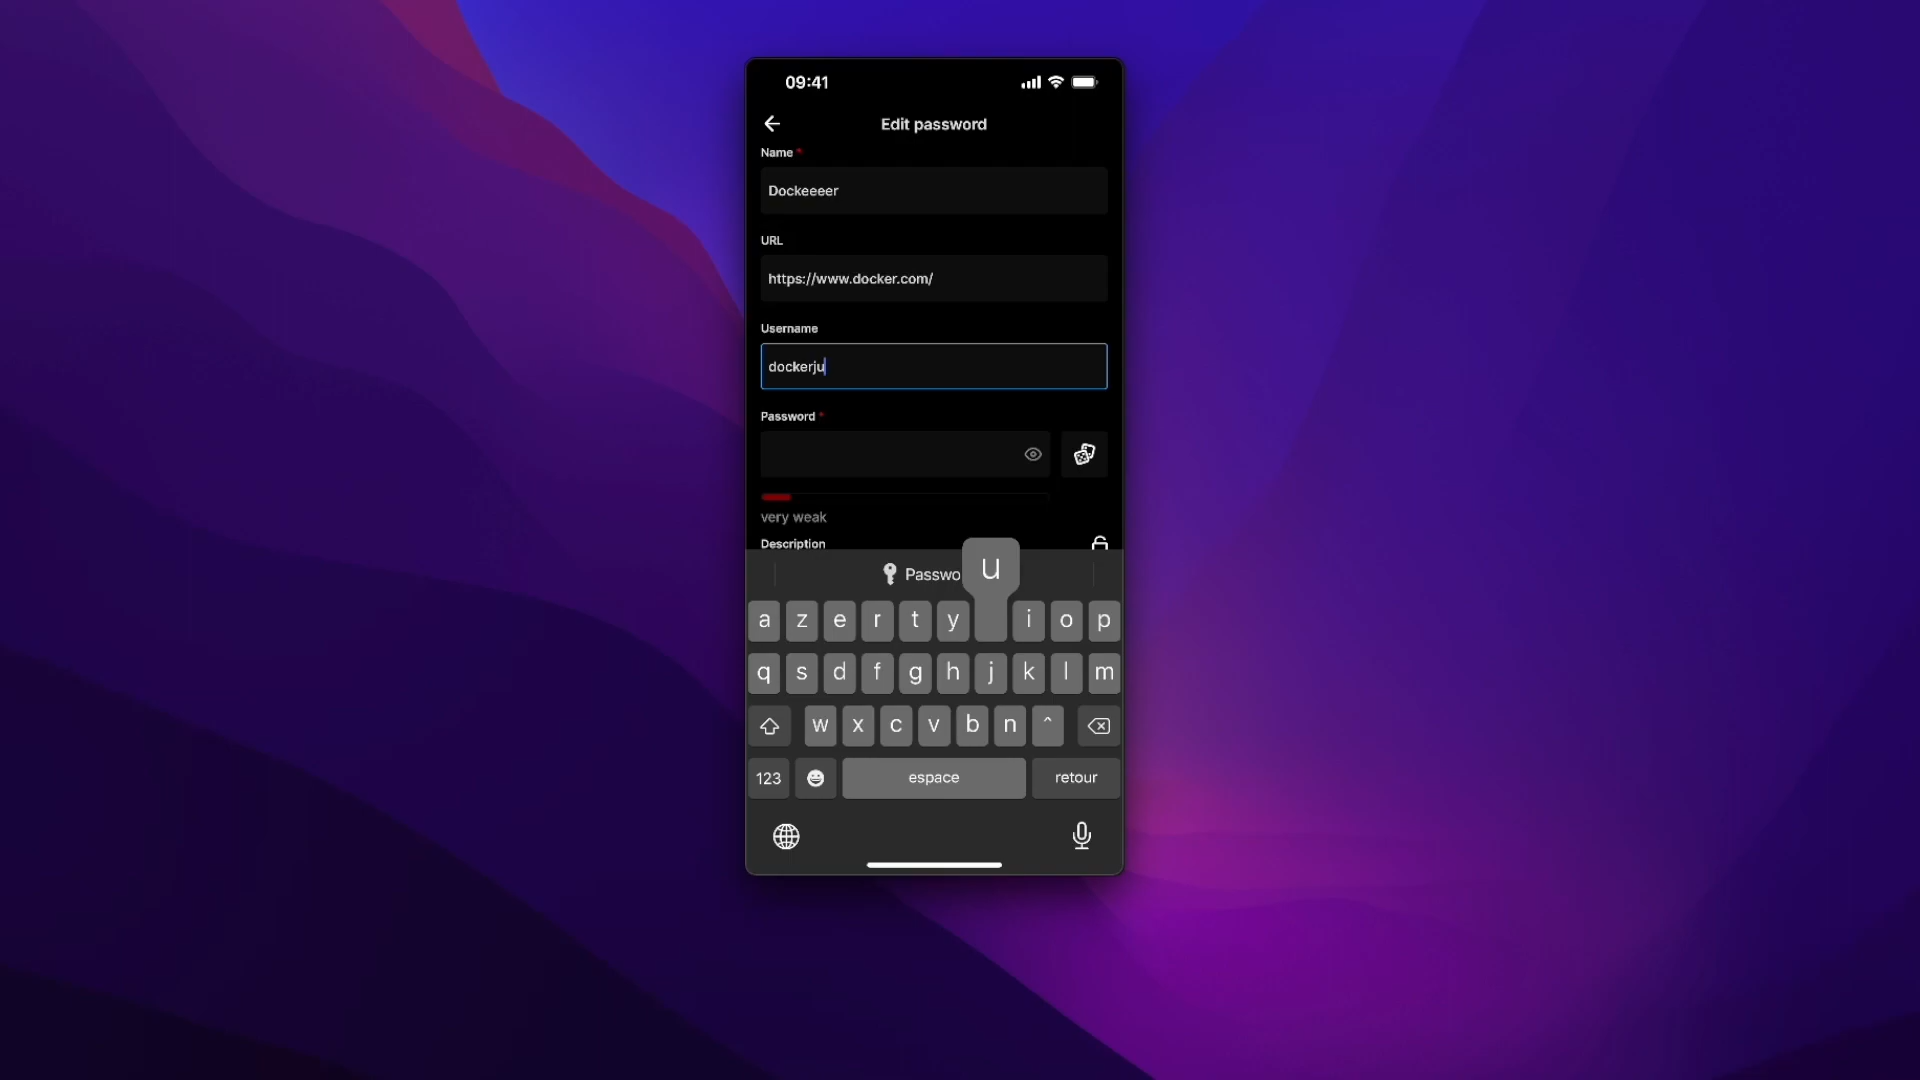 09:41
Edit password
Name *
Dockeeeer
URL
https://www.docker.com/
Username
dockerju
Password *
very weak
Description
Passwo
u
a z e r t y i o p
q s d f g h j k l m
w x c v b n ^
123 espace retour